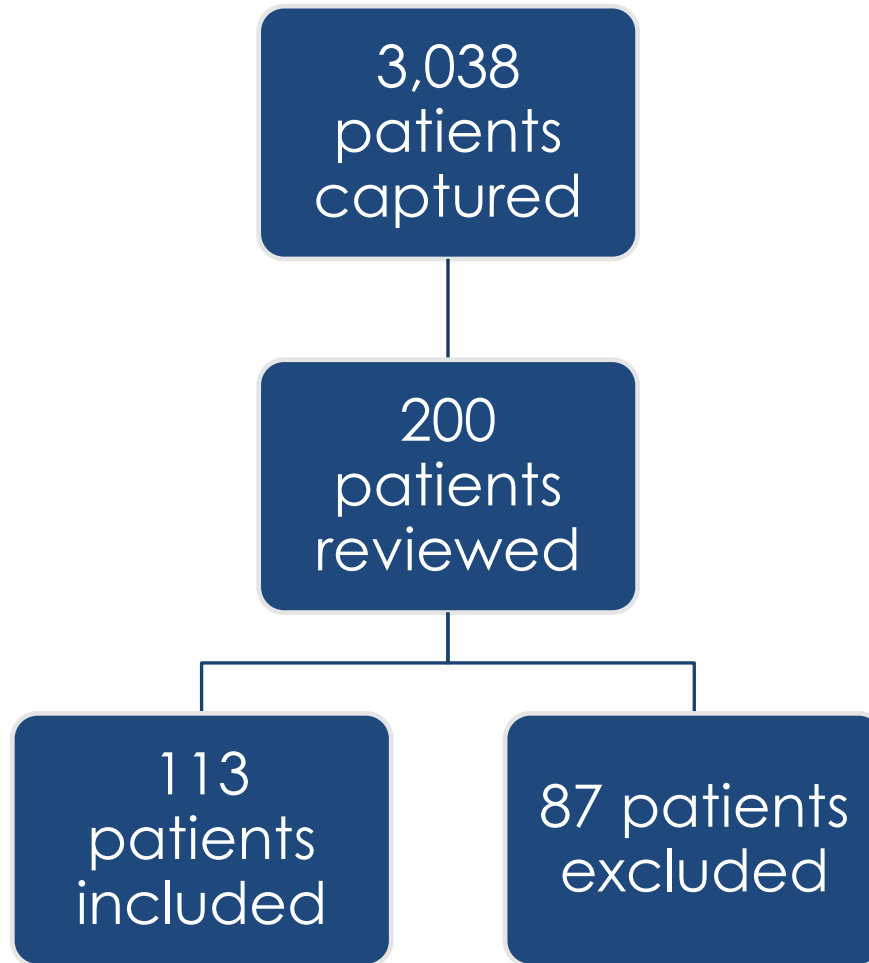 3,038
patients
captured
200
patients
reviewed
113
patients
included
87 patients
excluded